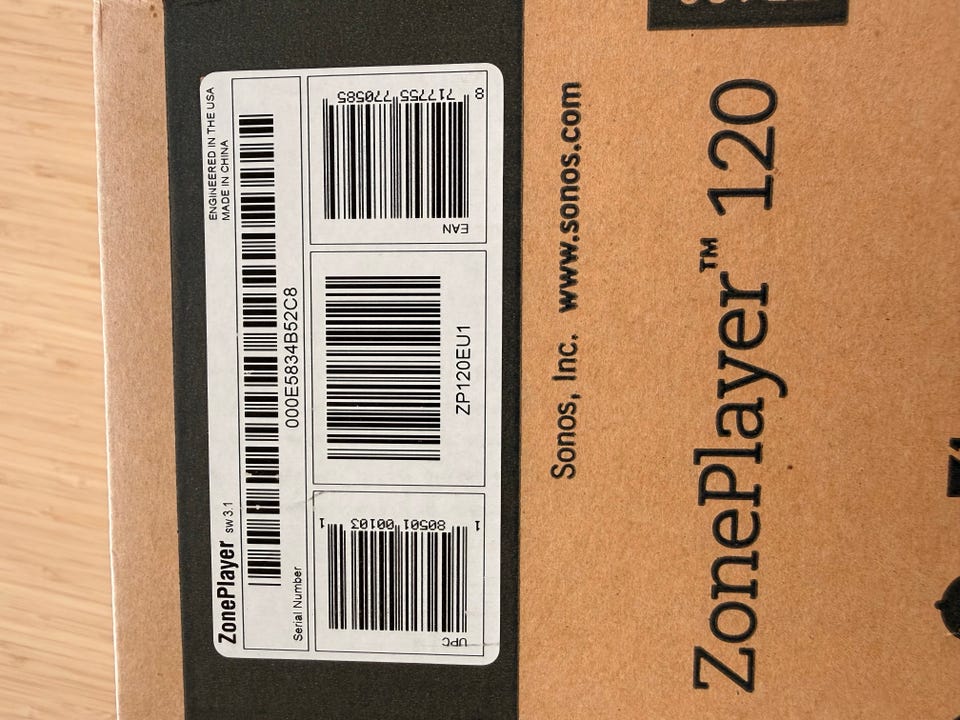 ZonePlayer sw 3.1
ENGINEERED IN THE USA
MADE IN CHINA
Serial Number
000E5834B52C8
UPC
1 80501 00103 1
ZP120EU1
EAN
8 717755 770585
Sonos, Inc. www.sonos.com
ZonePlayer™ 120